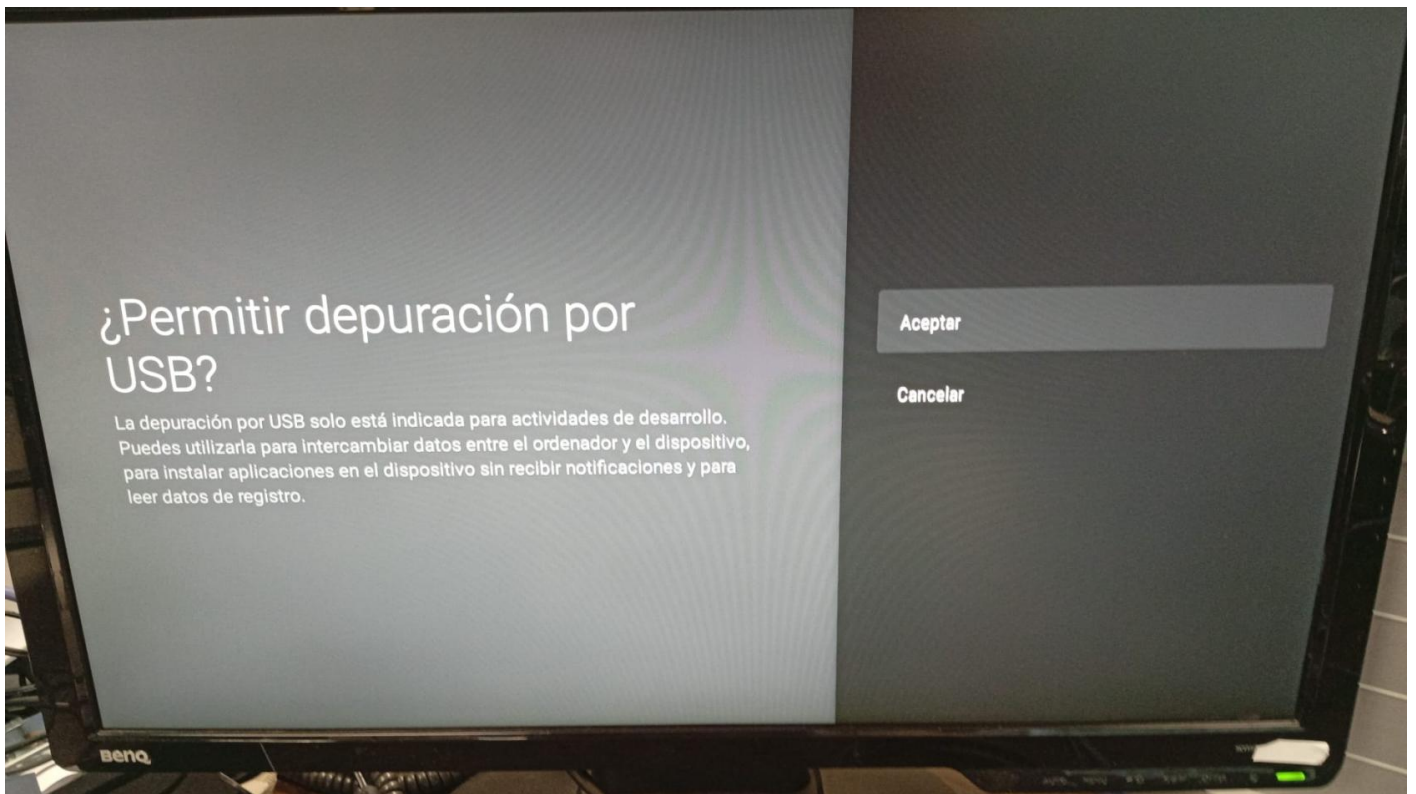 ¿Permitir depuración por
USB?
La depuración por USB solo está indicada para actividades de desarrollo.
Puedes utilizarla para intercambiar datos entre el ordenador y el dispositivo,
para instalar aplicaciones en el dispositivo sin recibir notificaciones y para
leer datos de registro.
Aceptar
Cancelar
BenQ